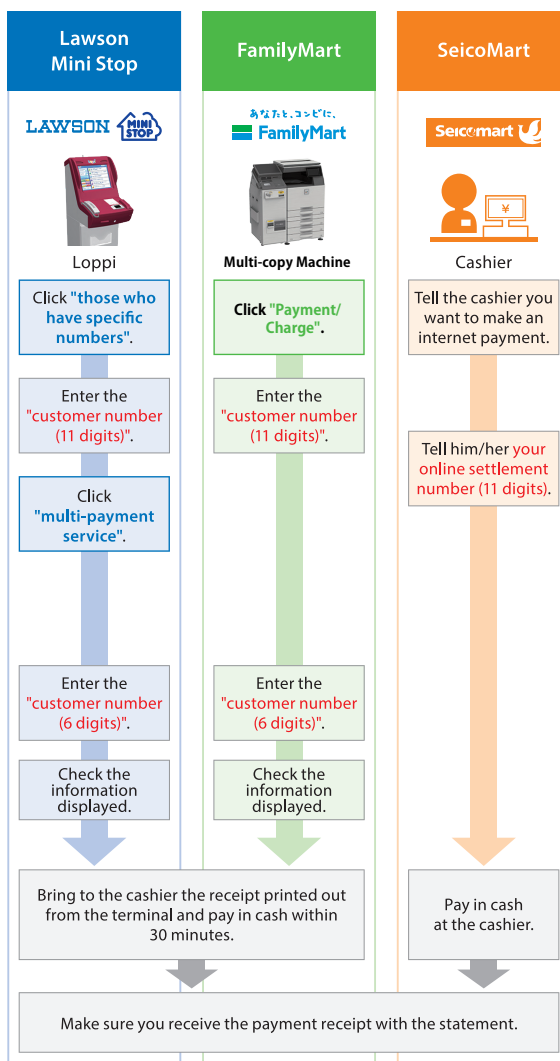 Lawson
Mini Stop
LAWSON
MINI
STOP
Loppi
Click "those who
have specific
numbers".
Enter the
"customer number
(11 digits)".
Click
"multi-payment
service".
Enter the
"customer number
(6 digits)".
Check the
information
displayed.
FamilyMart
あなたと、コンビに、
FamilyMart
Multi-copy Machine
Click "Payment/
Charge".
Enter the
"customer number
(11 digits)".
Enter the
"customer number
(6 digits)".
Check the
information
displayed.
Bring to the cashier the receipt printed out
from the terminal and pay in cash within
30 minutes.
SeicoMart
Seicomart
¥
Cashier
Tell the cashier you
want to make an
internet payment.
Tell him/her your
online settlement
number (11 digits).
Pay in cash
at the cashier.
Make sure you receive the payment receipt with the statement.